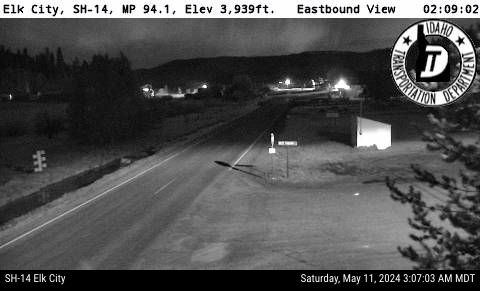 Elk City, SH-14, MP 94.1, Elev 3,939ft. Eastbound View 02:09:02
IDAHO
TRANSPORTATION DEPARTMENT
SH-14 Elk City Saturday, May 11, 2024 3:07:03 AM MDT